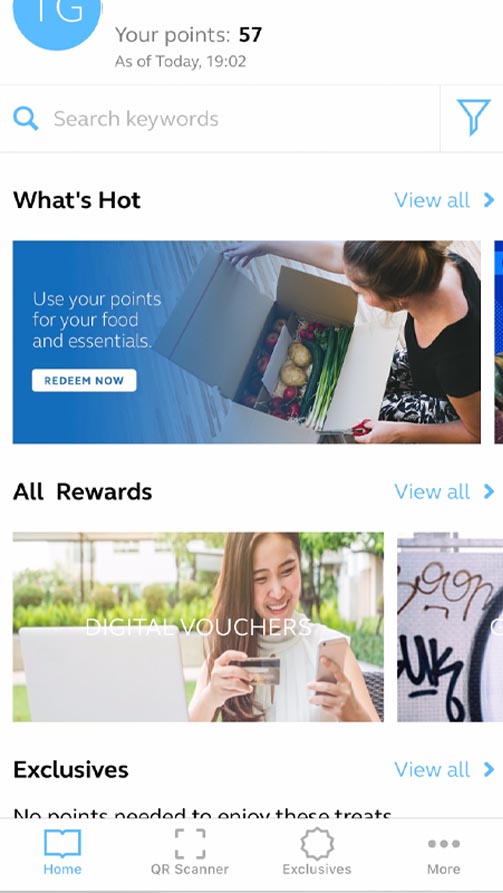 TG
Your points: 57
As of Today, 19:02
Search keywords
What's Hot
View all
Use your points
for your food
and essentials.
REDEEM NOW
All Rewards
View all
DIGITAL VOUCHERS
Exclusives
View all
No points needed to enjoy these treats
Home
QR Scanner
Exclusives
More